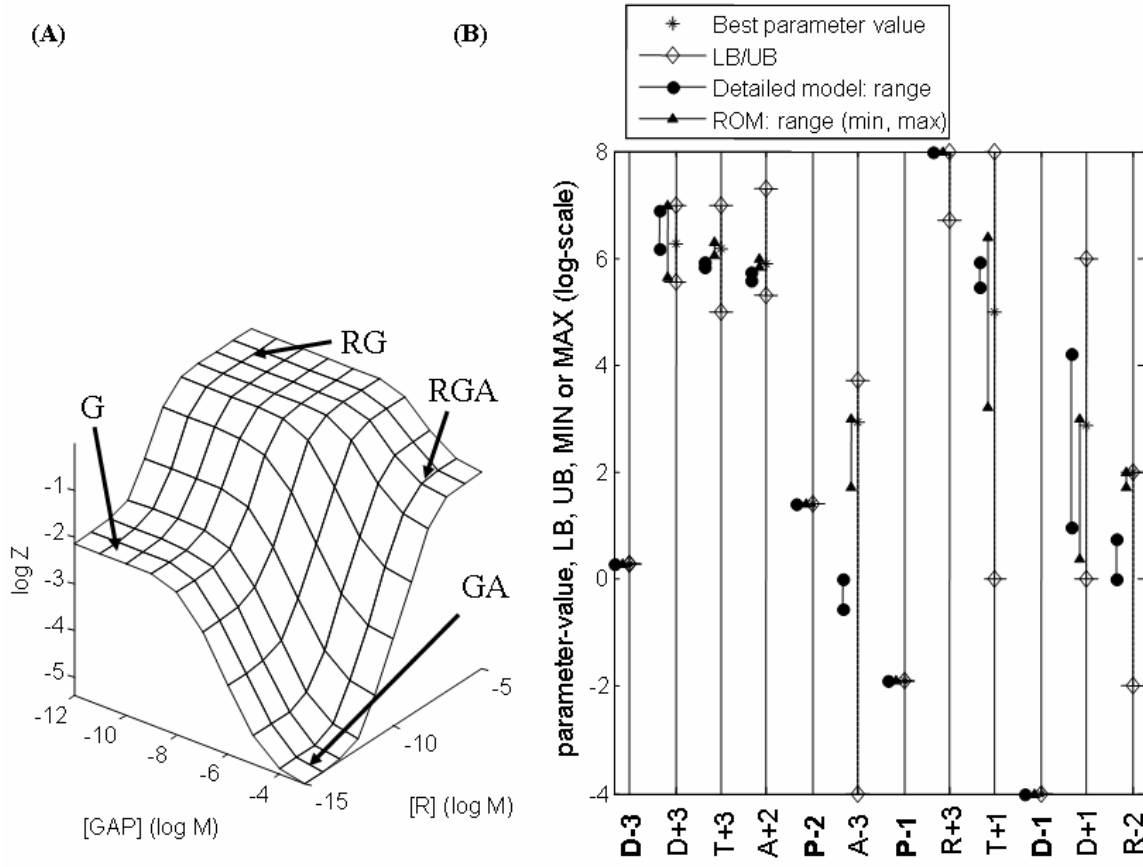 (A)
RG
RGA
G
GA
log Z
-1
-2
-3
-4
-5
-12
-10
-8
-6
-4
[GAP] (log M)
-15
-10
-5
[R] (log M)
(B)
Best parameter value
LB/UB
Detailed model: range
ROM: range (min, max)
parameter-value, LB, UB, MIN or MAX (log-scale)
8
6
4
2
0
-2
-4
D-3
D+3
T+3
A+2
P-2
A-3
P-1
R+3
T+1
D-1
D+1
R-2